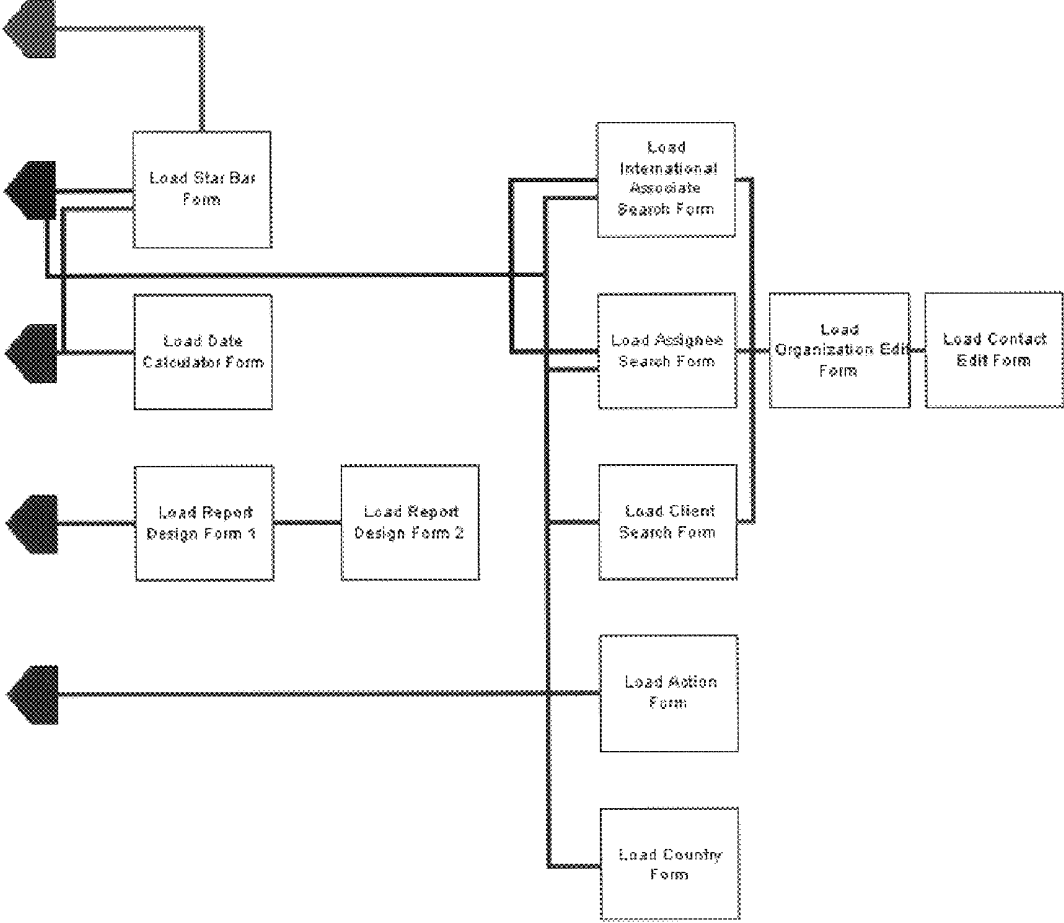 Load Star Bar
Form
Load
International
Associate
Search Form
Load Date
Calculator Form
Load Assignee
Search Form
Load
Organization Edit
Form
Load Contact
Edit Form
Load Report
Design Form 1
Load Report
Design Form 2
Load Client
Search Form
Load Action
Form
Load Country
Form